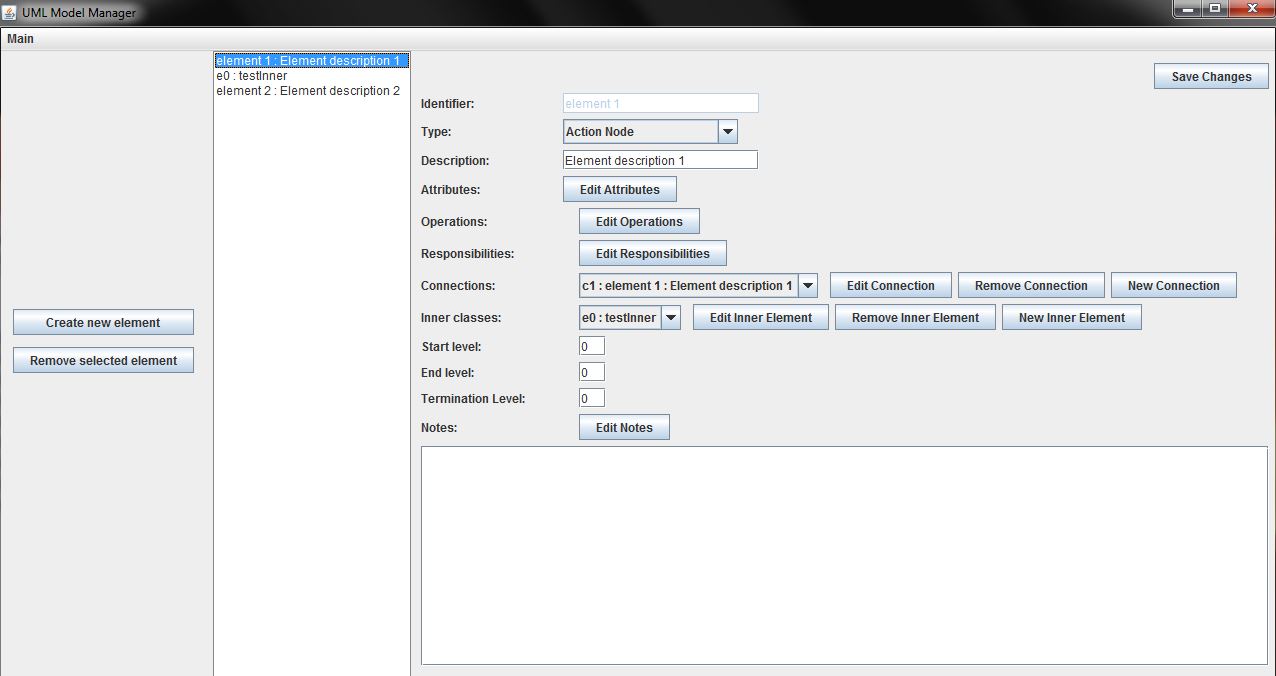 UML Model Manager
Main
element 1 : Element description 1
e0 : testInner
element 2 : Element description 2
Create new element
Remove selected element
Save Changes
Identifier: element 1
Type: Action Node
Description: Element description 1
Attributes: Edit Attributes
Operations: Edit Operations
Responsibilities: Edit Responsibilities
Connections: c1 : element 1 : Element description 1 Edit Connection Remove Connection New Connection
Inner classes: e0 : testInner Edit Inner Element Remove Inner Element New Inner Element
Start level: 0
End level: 0
Termination Level: 0
Notes: Edit Notes